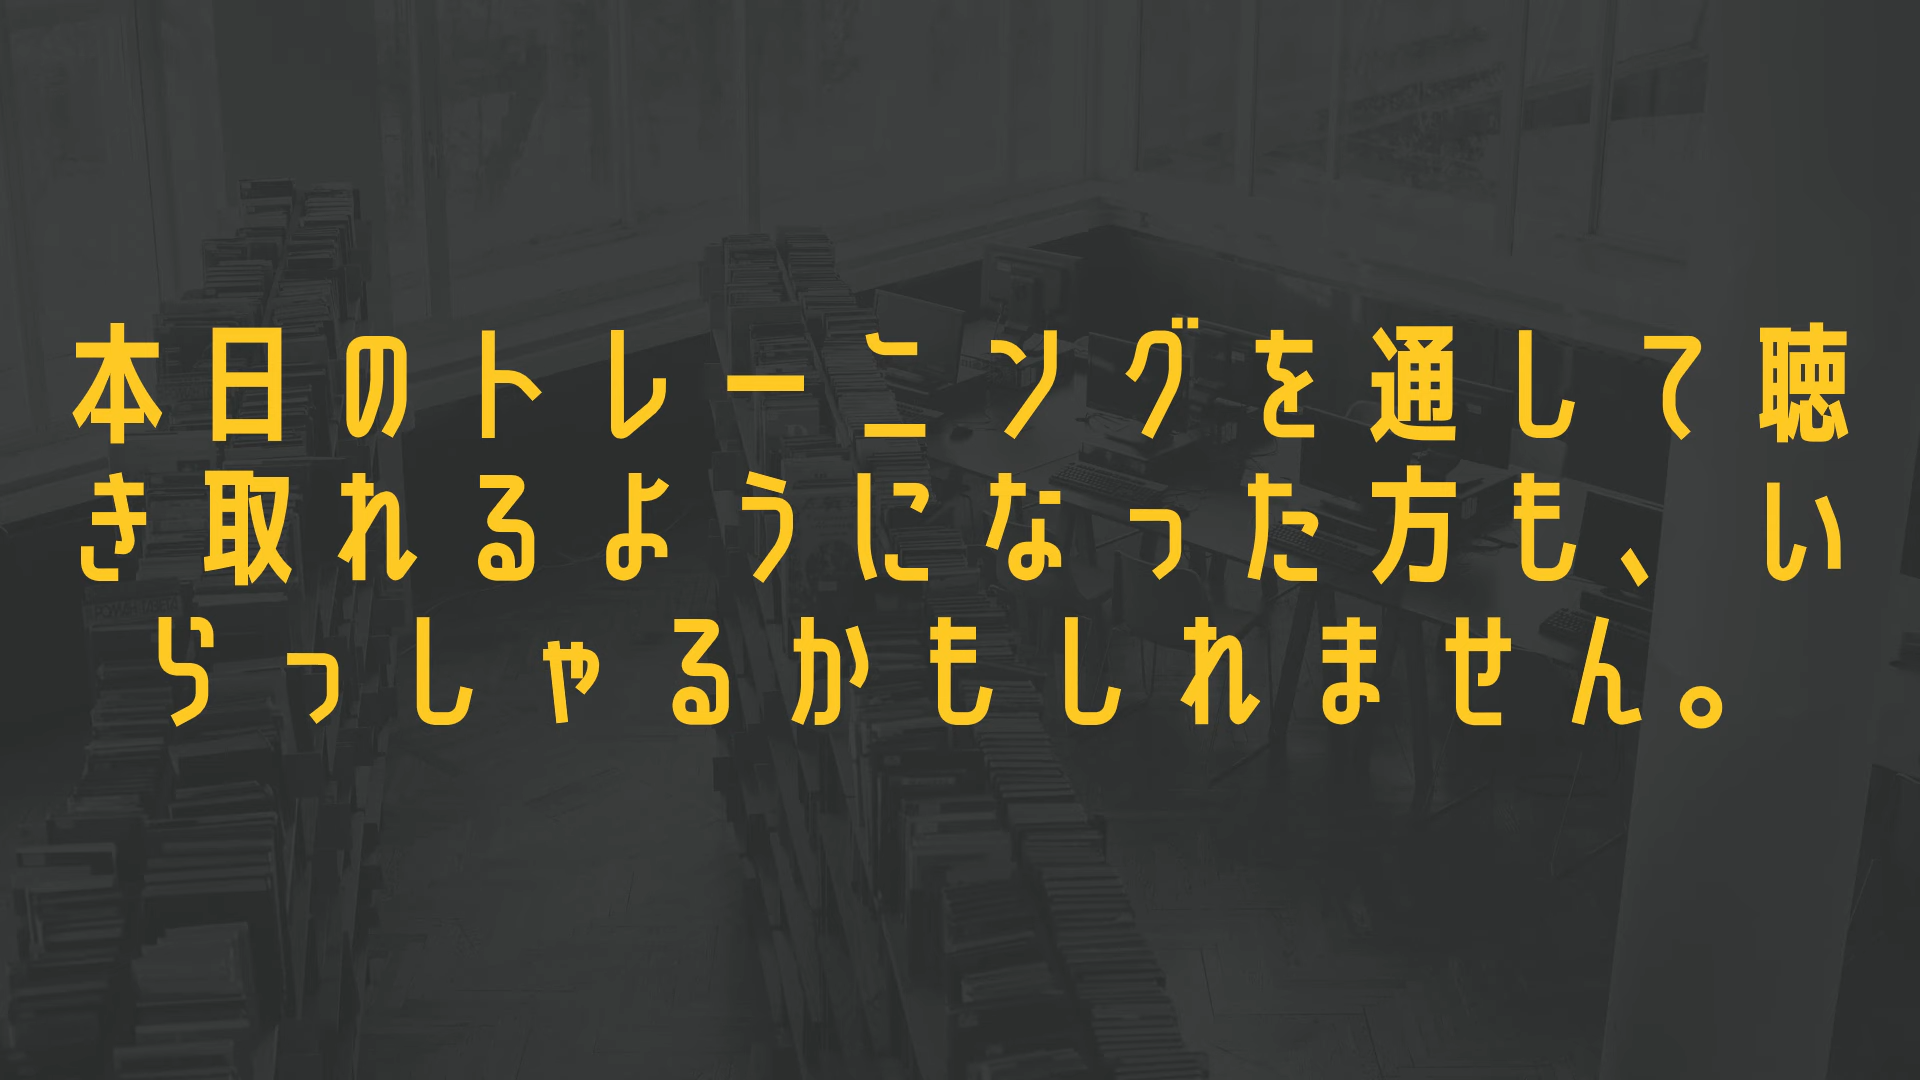 本日のトレーニングを通して聴
き取れるようになった方も、い
らっしゃるかもしれません。